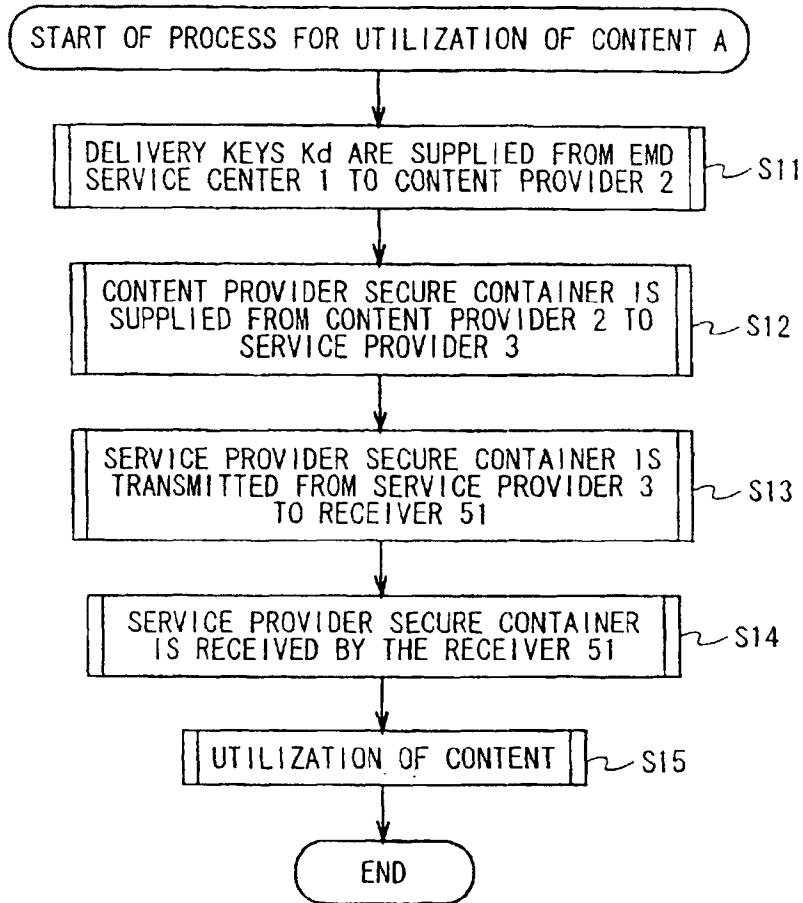 START OF PROCESS FOR UTILIZATION OF CONTENT A
DELIVERY KEYS Kd ARE SUPPLIED FROM EMD
SERVICE CENTER 1 TO CONTENT PROVIDER 2
S11
CONTENT PROVIDER SECURE CONTAINER IS
SUPPLIED FROM CONTENT PROVIDER 2 TO
SERVICE PROVIDER 3
S12
SERVICE PROVIDER SECURE CONTAINER IS
TRANSMITTED FROM SERVICE PROVIDER 3
TO RECEIVER 51
S13
SERVICE PROVIDER SECURE CONTAINER
IS RECEIVED BY THE RECEIVER 51
S14
UTILIZATION OF CONTENT
S15
END